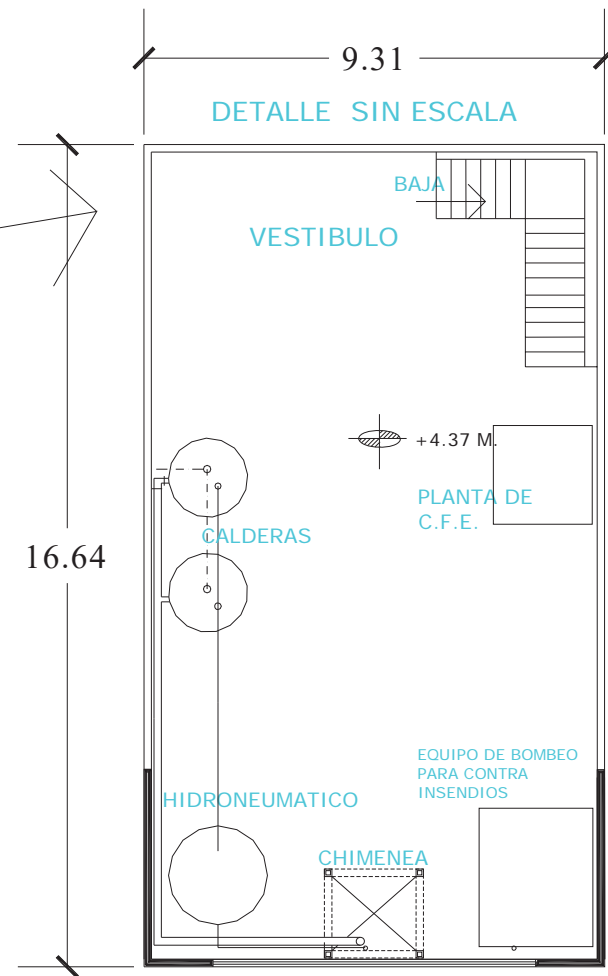 9.31
DETALLE SIN ESCALA
BAJA
VESTIBULO
+4.37 M.
PLANTA DE
C.F.E.
CALDERAS
16.64
EQUIPO DE BOMBEO
PARA CONTRA
INSENDIOS
HIDRONEUMATICO
CHIMENEA